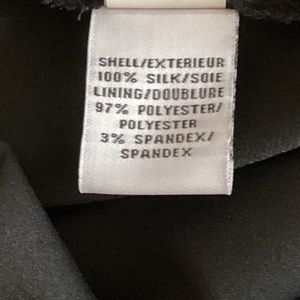 SHELL/EXTERIEUR
100% SILK/SOIE
LINING/DOUBLURE
97% POLYESTER/
POLYESTER
3% SPANDEX/
SPANDEX